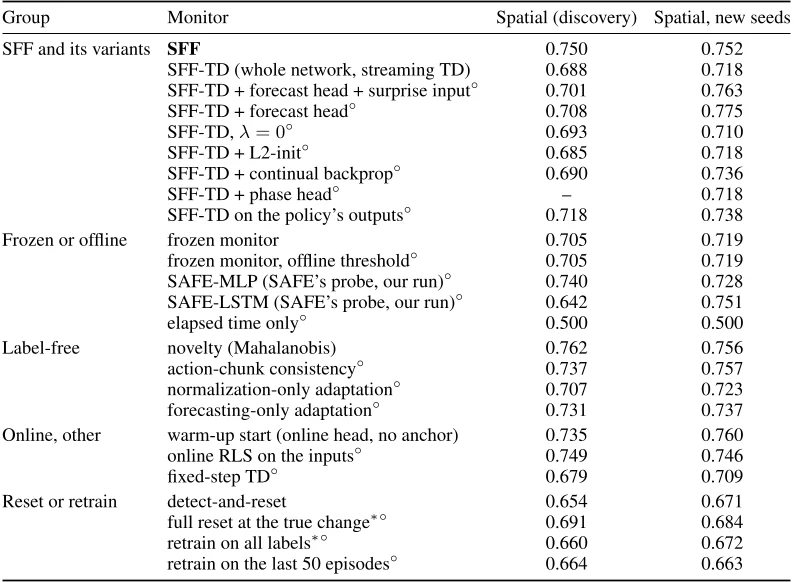 Group Monitor Spatial (discovery) Spatial, new seeds
SFF and its variants SFF 0.750 0.752
SFF-TD (whole network, streaming TD) 0.688 0.718
SFF-TD + forecast head + surprise input° 0.701 0.763
SFF-TD + forecast head° 0.708 0.775
SFF-TD, λ = 0° 0.693 0.710
SFF-TD + L2-init° 0.685 0.718
SFF-TD + continual backprop° 0.690 0.736
SFF-TD + phase head° – 0.718
SFF-TD on the policy's outputs° 0.718 0.738
Frozen or offline frozen monitor 0.705 0.719
frozen monitor, offline threshold° 0.705 0.719
SAFE-MLP (SAFE's probe, our run)° 0.740 0.728
SAFE-LSTM (SAFE's probe, our run)° 0.642 0.751
elapsed time only° 0.500 0.500
Label-free novelty (Mahalanobis) 0.762 0.756
action-chunk consistency° 0.737 0.757
normalization-only adaptation° 0.707 0.723
forecasting-only adaptation° 0.731 0.737
Online, other warm-up start (online head, no anchor) 0.735 0.760
online RLS on the inputs° 0.749 0.746
fixed-step TD° 0.679 0.709
Reset or retrain detect-and-reset 0.654 0.671
full reset at the true change*° 0.691 0.684
retrain on all labels*° 0.660 0.672
retrain on the last 50 episodes° 0.664 0.663